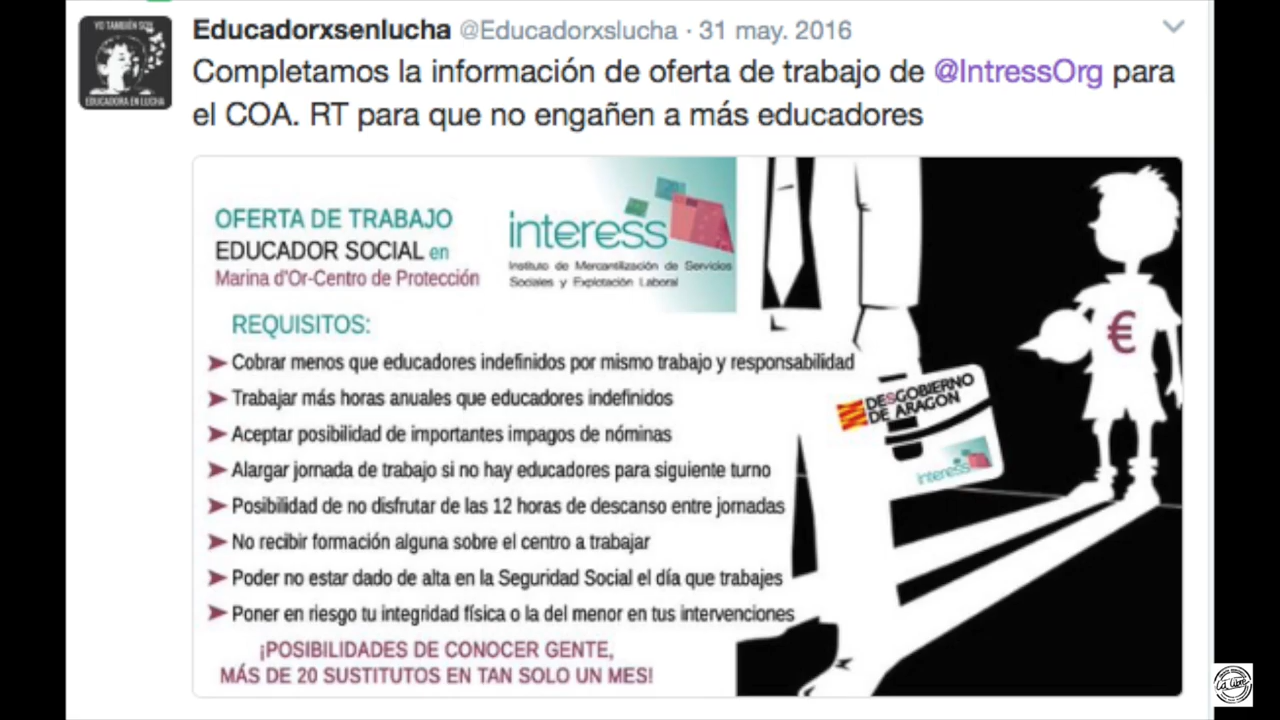 YO TAMBIÉN SOY
EDUCADORA EN LUCHA
Educadorxsenlucha @Educadorxslucha · 31 may. 2016
Completamos la información de oferta de trabajo de @IntressOrg para
el COA. RT para que no engañen a más educadores
OFERTA DE TRABAJO
EDUCADOR SOCIAL en
Marina d'Or-Centro de Protección
interess
Instituto de Mercantilización de Servicios
Sociales y Explotación Laboral
REQUISITOS:
➤ Cobrar menos que educadores indefinidos por mismo trabajo y responsabilidad
➤ Trabajar más horas anuales que educadores indefinidos
➤ Aceptar posibilidad de importantes impagos de nóminas
➤ Alargar jornada de trabajo si no hay educadores para siguiente turno
➤ Posibilidad de no disfrutar de las 12 horas de descanso entre jornadas
➤ No recibir formación alguna sobre el centro a trabajar
➤ Poder no estar dado de alta en la Seguridad Social el día que trabajes
➤ Poner en riesgo tu integridad física o la del menor en tus intervenciones
¡POSIBILIDADES DE CONOCER GENTE,
MÁS DE 20 SUSTITUTOS EN TAN SOLO UN MES!
€
DESGOBIERNO
DE ARAGON
interess